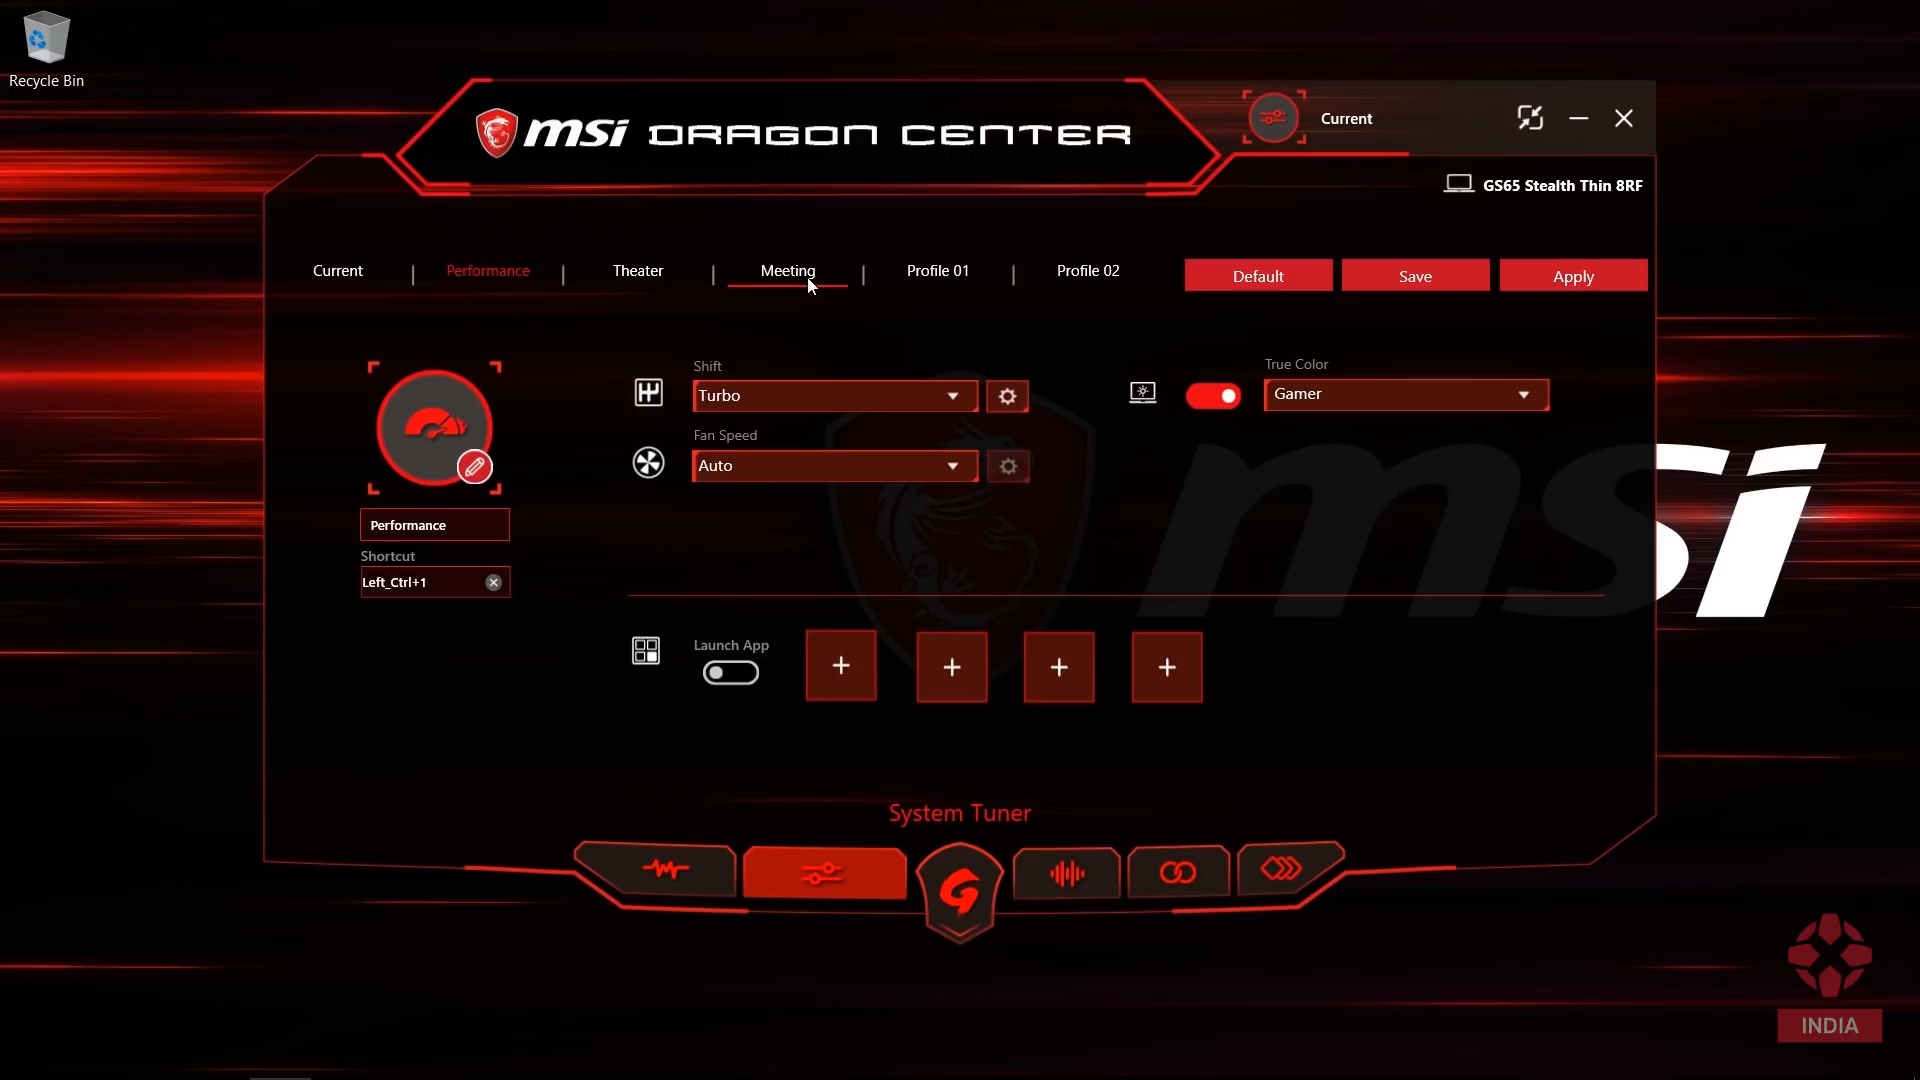 Recycle Bin
msi DRAGON CENTER
Current
GS65 Stealth Thin 8RF
Current | Performance | Theater | Meeting | Profile 01 | Profile 02
Default Save Apply
Shift
Turbo
True Color
Gamer
Fan Speed
Auto
Performance
Shortcut
Left_Ctrl+1
msi
Launch App
+ + + +
System Tuner
INDIA